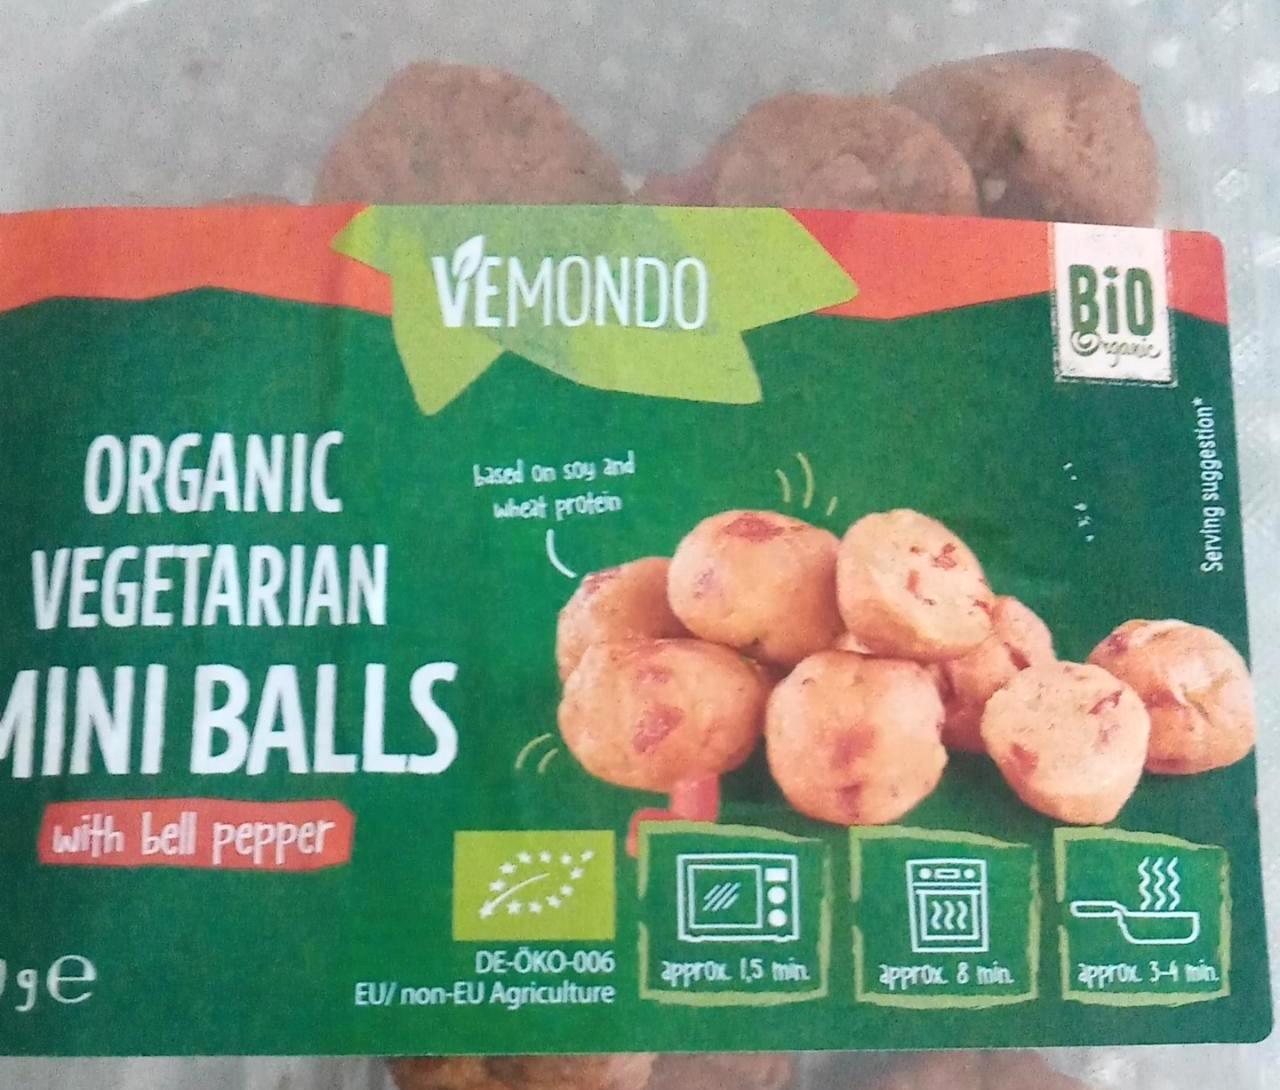 VEMONDO
BiO
Organic
ORGANIC
VEGETARIAN
MINI BALLS
with bell pepper
based on soy and
wheat protein
Serving suggestion*
g℮
DE-ÖKO-006
EU/ non-EU Agriculture
approx. 1,5 min.
approx. 8 min.
approx. 3-4 min.